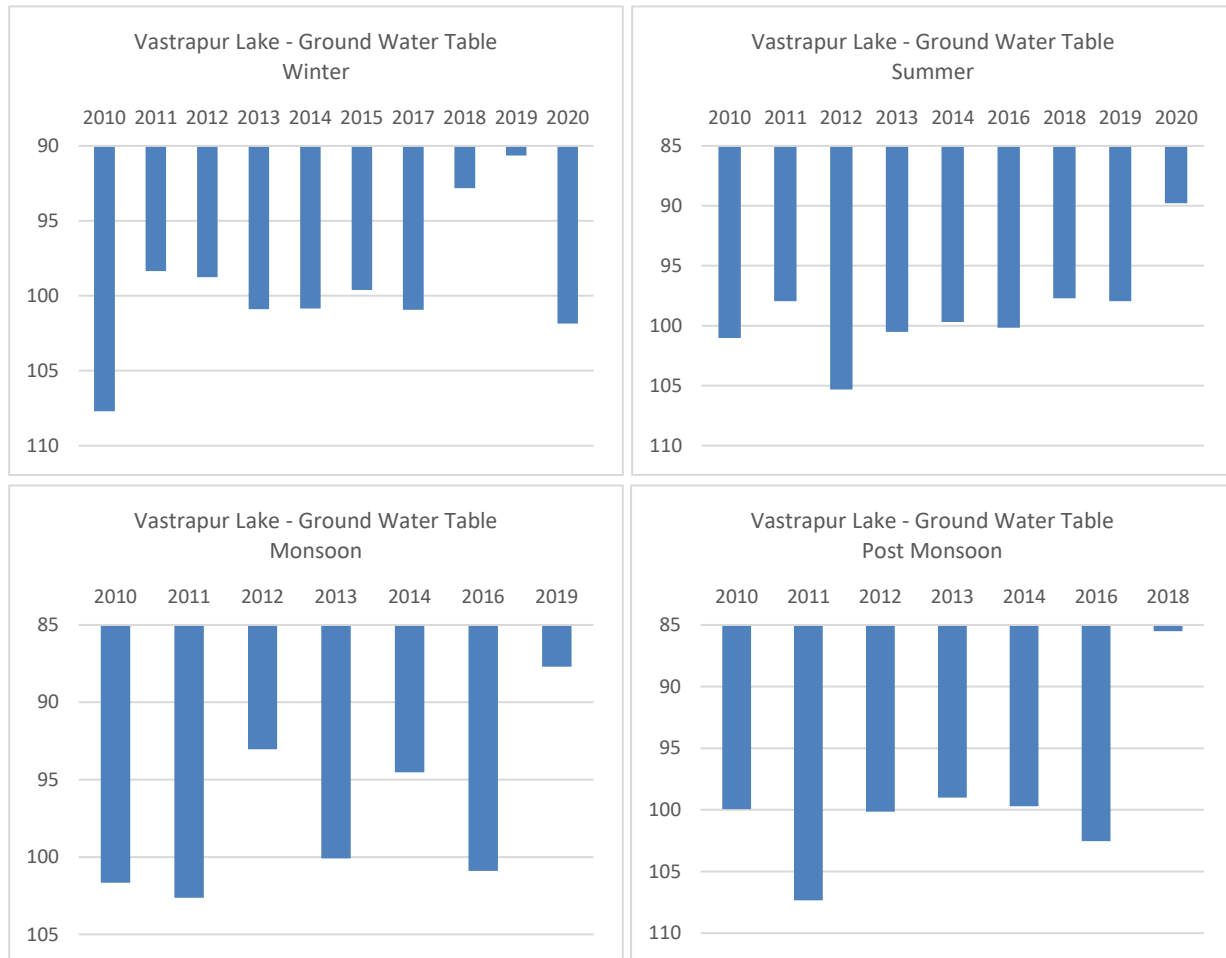 Vastrapur Lake - Ground Water Table
Winter
2010 2011 2012 2013 2014 2015 2017 2018 2019 2020
90
95
100
105
110
Vastrapur Lake - Ground Water Table
Summer
2010 2011 2012 2013 2014 2016 2018 2019 2020
85
90
95
100
105
110
Vastrapur Lake - Ground Water Table
Monsoon
2010 2011 2012 2013 2014 2016 2019
85
90
95
100
105
Vastrapur Lake - Ground Water Table
Post Monsoon
2010 2011 2012 2013 2014 2016 2018
85
90
95
100
105
110